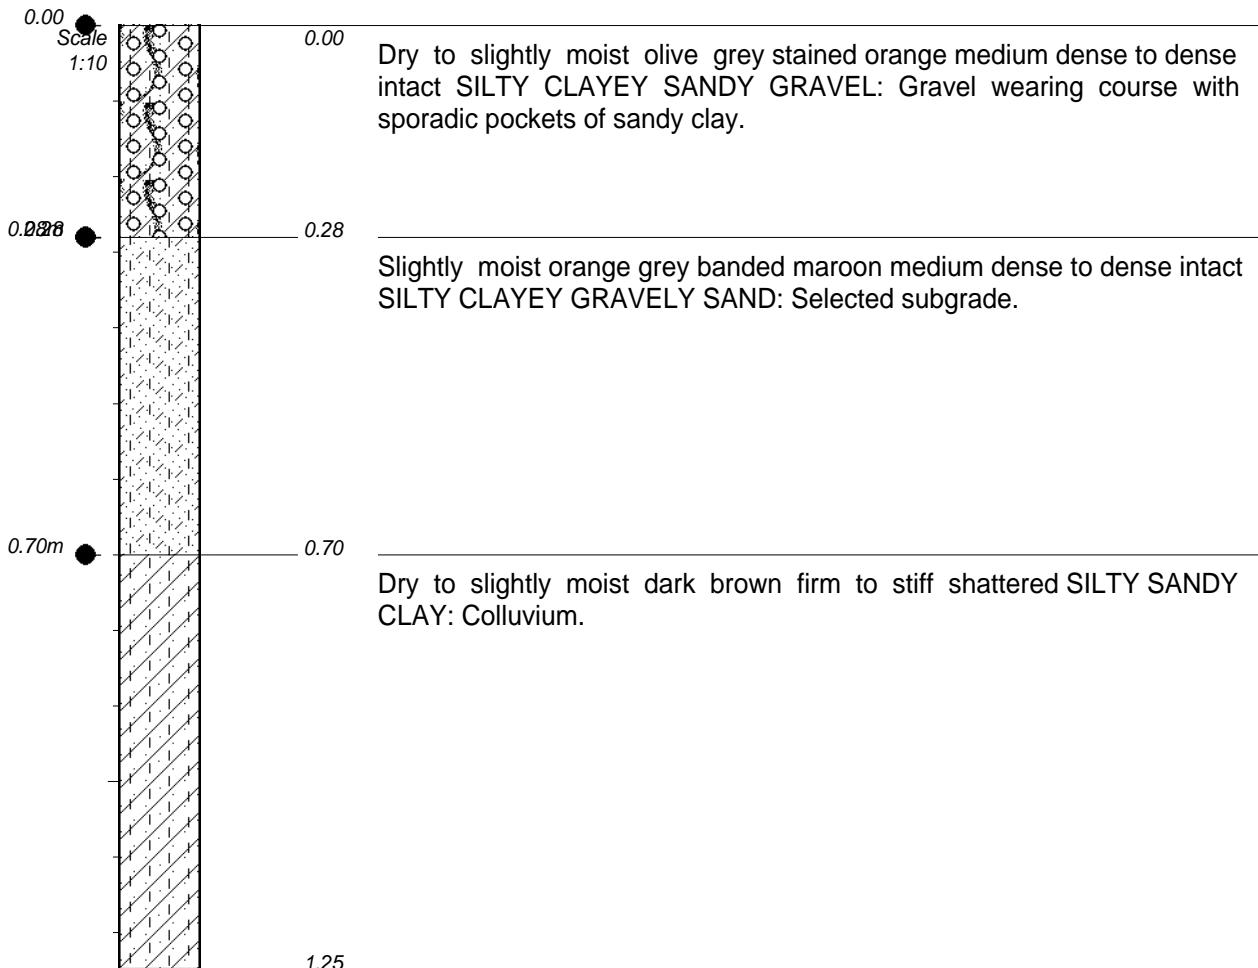 0.00
Scale
1:10
0.00
Dry to slightly moist olive grey stained orange medium dense to dense
intact SILTY CLAYEY SANDY GRAVEL: Gravel wearing course with
sporadic pockets of sandy clay.
0.28
Slightly moist orange grey banded maroon medium dense to dense intact
SILTY CLAYEY GRAVELY SAND: Selected subgrade.
0.70m
0.70
Dry to slightly moist dark brown firm to stiff shattered SILTY SANDY
CLAY: Colluvium.
1.25